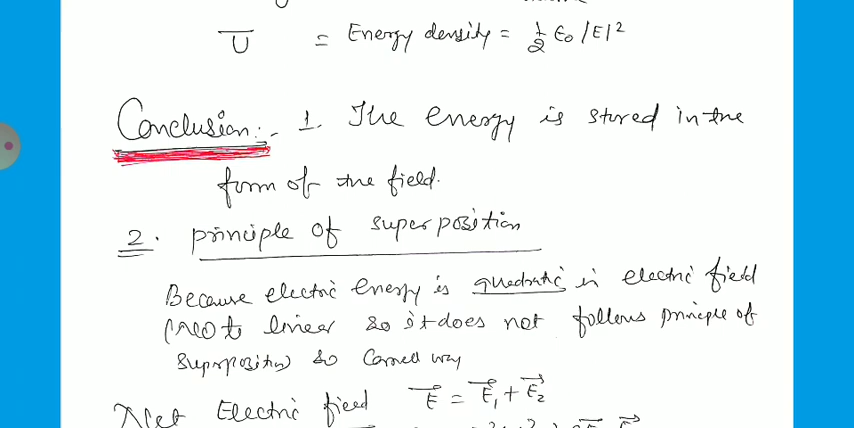 U = Energy density = 1/2 ε0 |E|²
Conclusion:- 1. The energy is stored in the
form of the field.
2. principle of superposition
Because electric energy is quadratic in electric field
(not linear so it does not follows principle of
superposition) so
Net Electric field E⃗ = E⃗₁ + E⃗₂